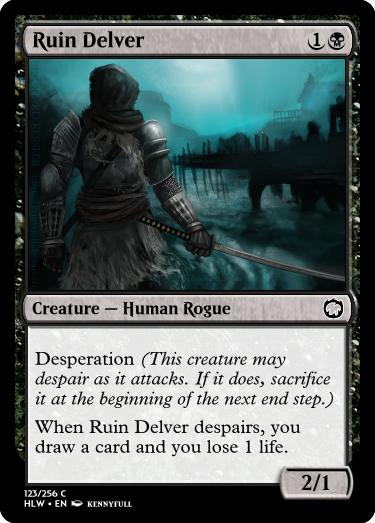 Ruin Delver 1
Creature — Human Rogue
Desperation (This creature may
despair as it attacks. If it does, sacrifice
it at the beginning of the next end step.)
When Ruin Delver despairs, you
draw a card and you lose 1 life.
2/1
123/256 C
HLW • EN KENNYFULL